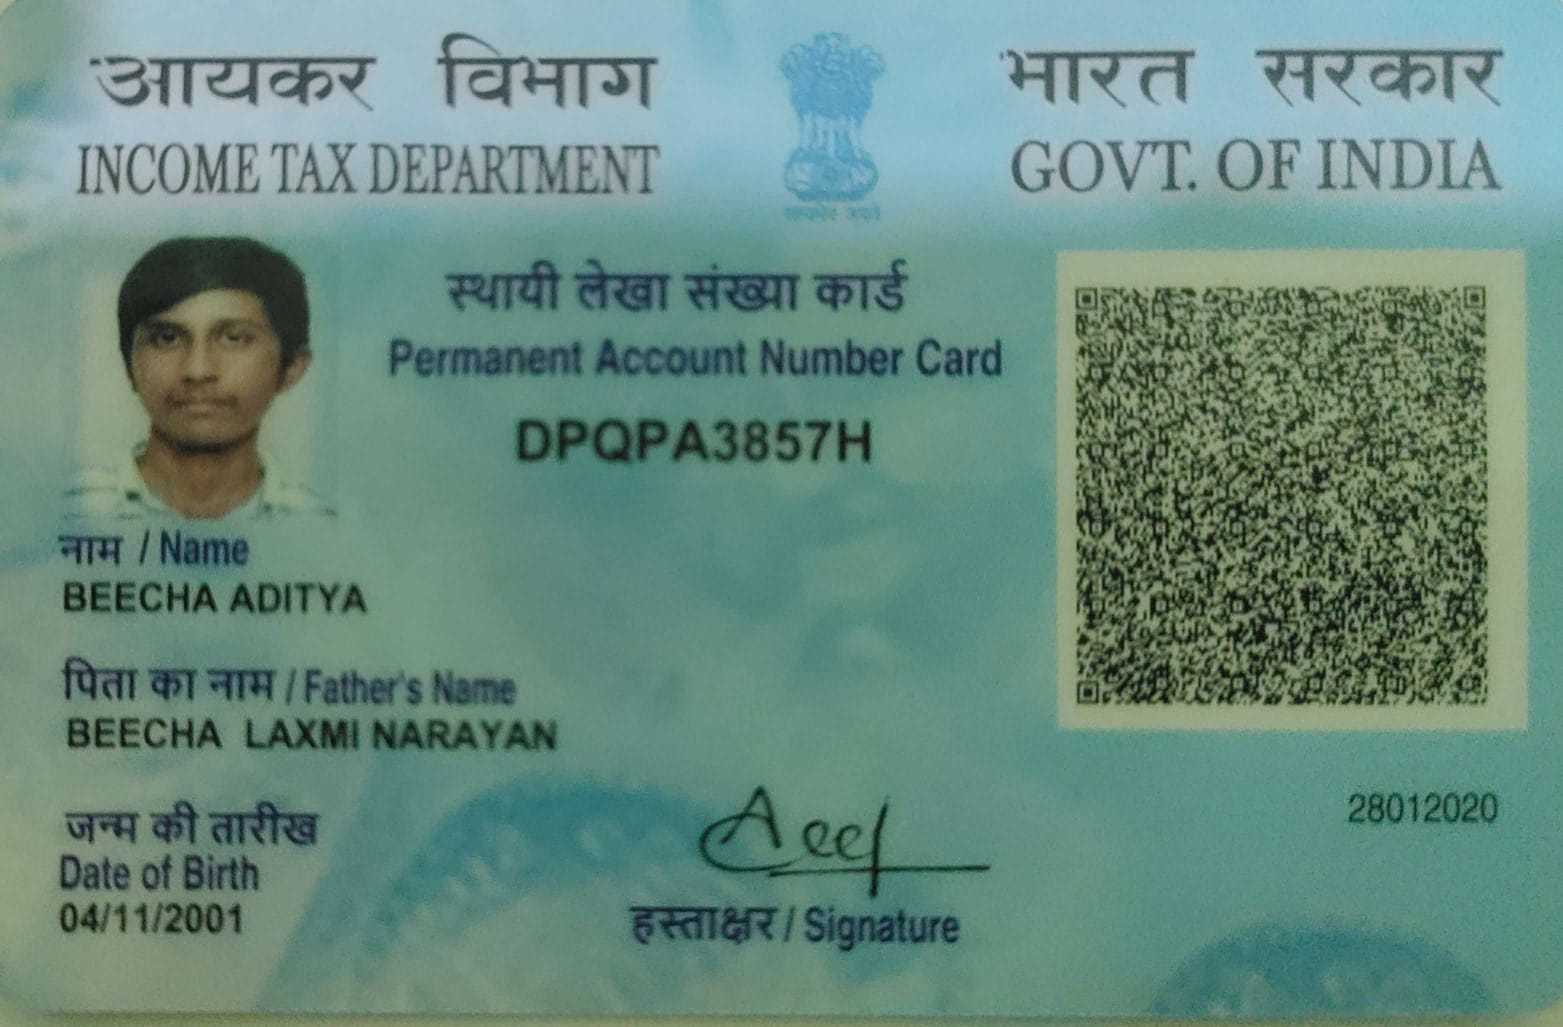 आयकर विभाग
INCOME TAX DEPARTMENT
भारत सरकार
GOVT. OF INDIA
सत्यमेव जयते
स्थायी लेखा संख्या कार्ड
Permanent Account Number Card
DPQPA3857H
नाम / Name
BEECHA ADITYA
पिता का नाम / Father's Name
BEECHA LAXMI NARAYAN
जन्म की तारीख
Date of Birth
04/11/2001
हस्ताक्षर / Signature
28012020